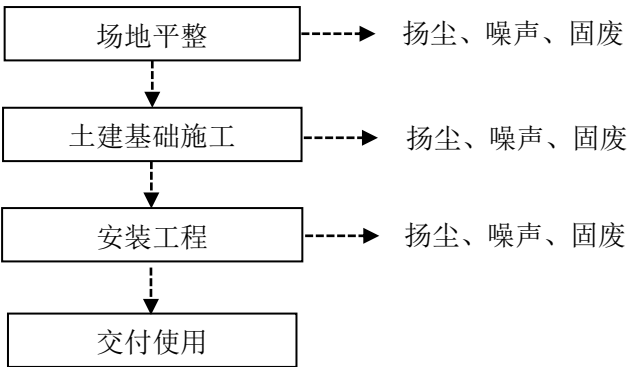 场地平整
扬尘、噪声、固废
土建基础施工
扬尘、噪声、固废
安装工程
扬尘、噪声、固废
交付使用